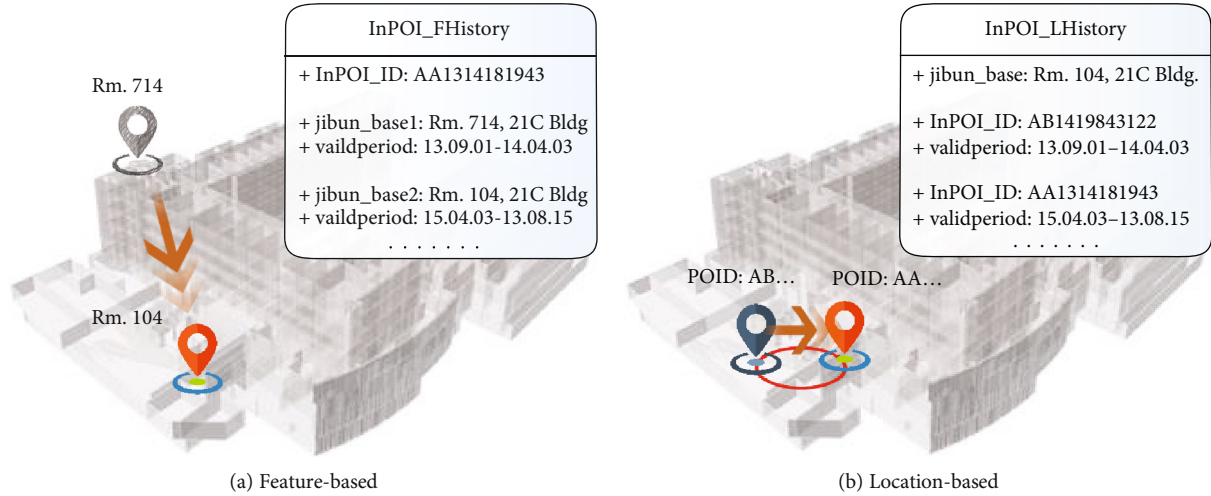 InPOI_FHistory
+ InPOI_ID: AA1314181943
+ jibun_base1: Rm. 714, 21C Bldg
+ vaildperiod: 13.09.01-14.04.03
+ jibun_base2: Rm. 104, 21C Bldg
+ vaildperiod: 15.04.03-13.08.15
. . . . . . .
Rm. 714
Rm. 104
(a) Feature-based
InPOI_LHistory
+ jibun_base: Rm. 104, 21C Bldg.
+ InPOI_ID: AB1419843122
+ validperiod: 13.09.01–14.04.03
+ InPOI_ID: AA1314181943
+ validperiod: 15.04.03–13.08.15
. . . . . . .
POID: AB...
POID: AA...
(b) Location-based